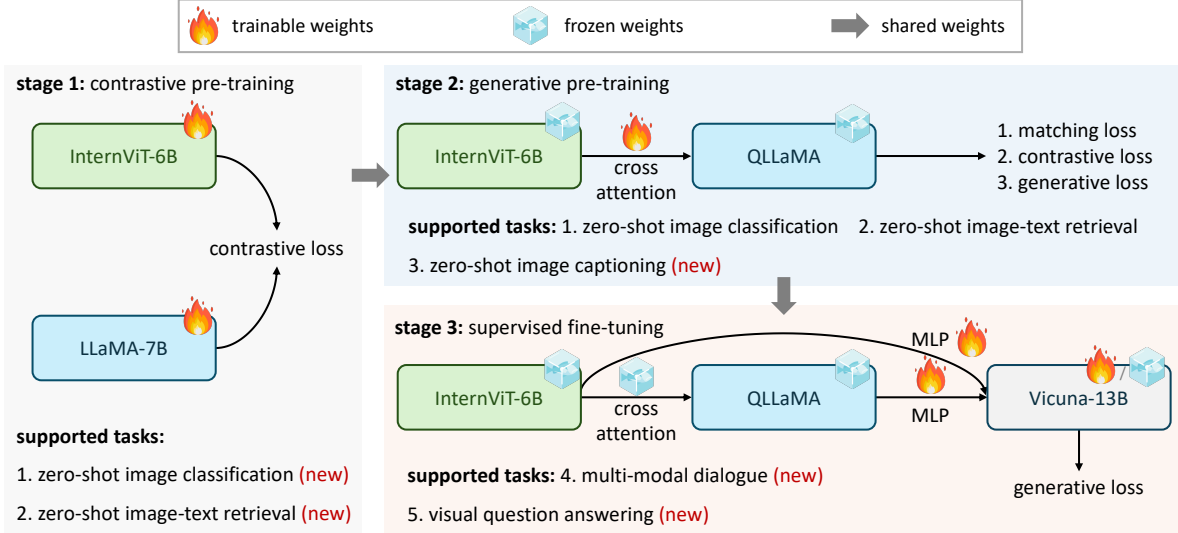 trainable weights
frozen weights
shared weights
stage 1: contrastive pre-training
InternViT-6B
contrastive loss
LLaMA-7B
supported tasks:
1. zero-shot image classification (new)
2. zero-shot image-text retrieval (new)
stage 2: generative pre-training
InternViT-6B
cross
attention
QLLaMA
1. matching loss
2. contrastive loss
3. generative loss
supported tasks: 1. zero-shot image classification 2. zero-shot image-text retrieval
3. zero-shot image captioning (new)
stage 3: supervised fine-tuning
MLP
InternViT-6B
cross
attention
QLLaMA
MLP
/
Vicuna-13B
generative loss
supported tasks: 4. multi-modal dialogue (new)
5. visual question answering (new)